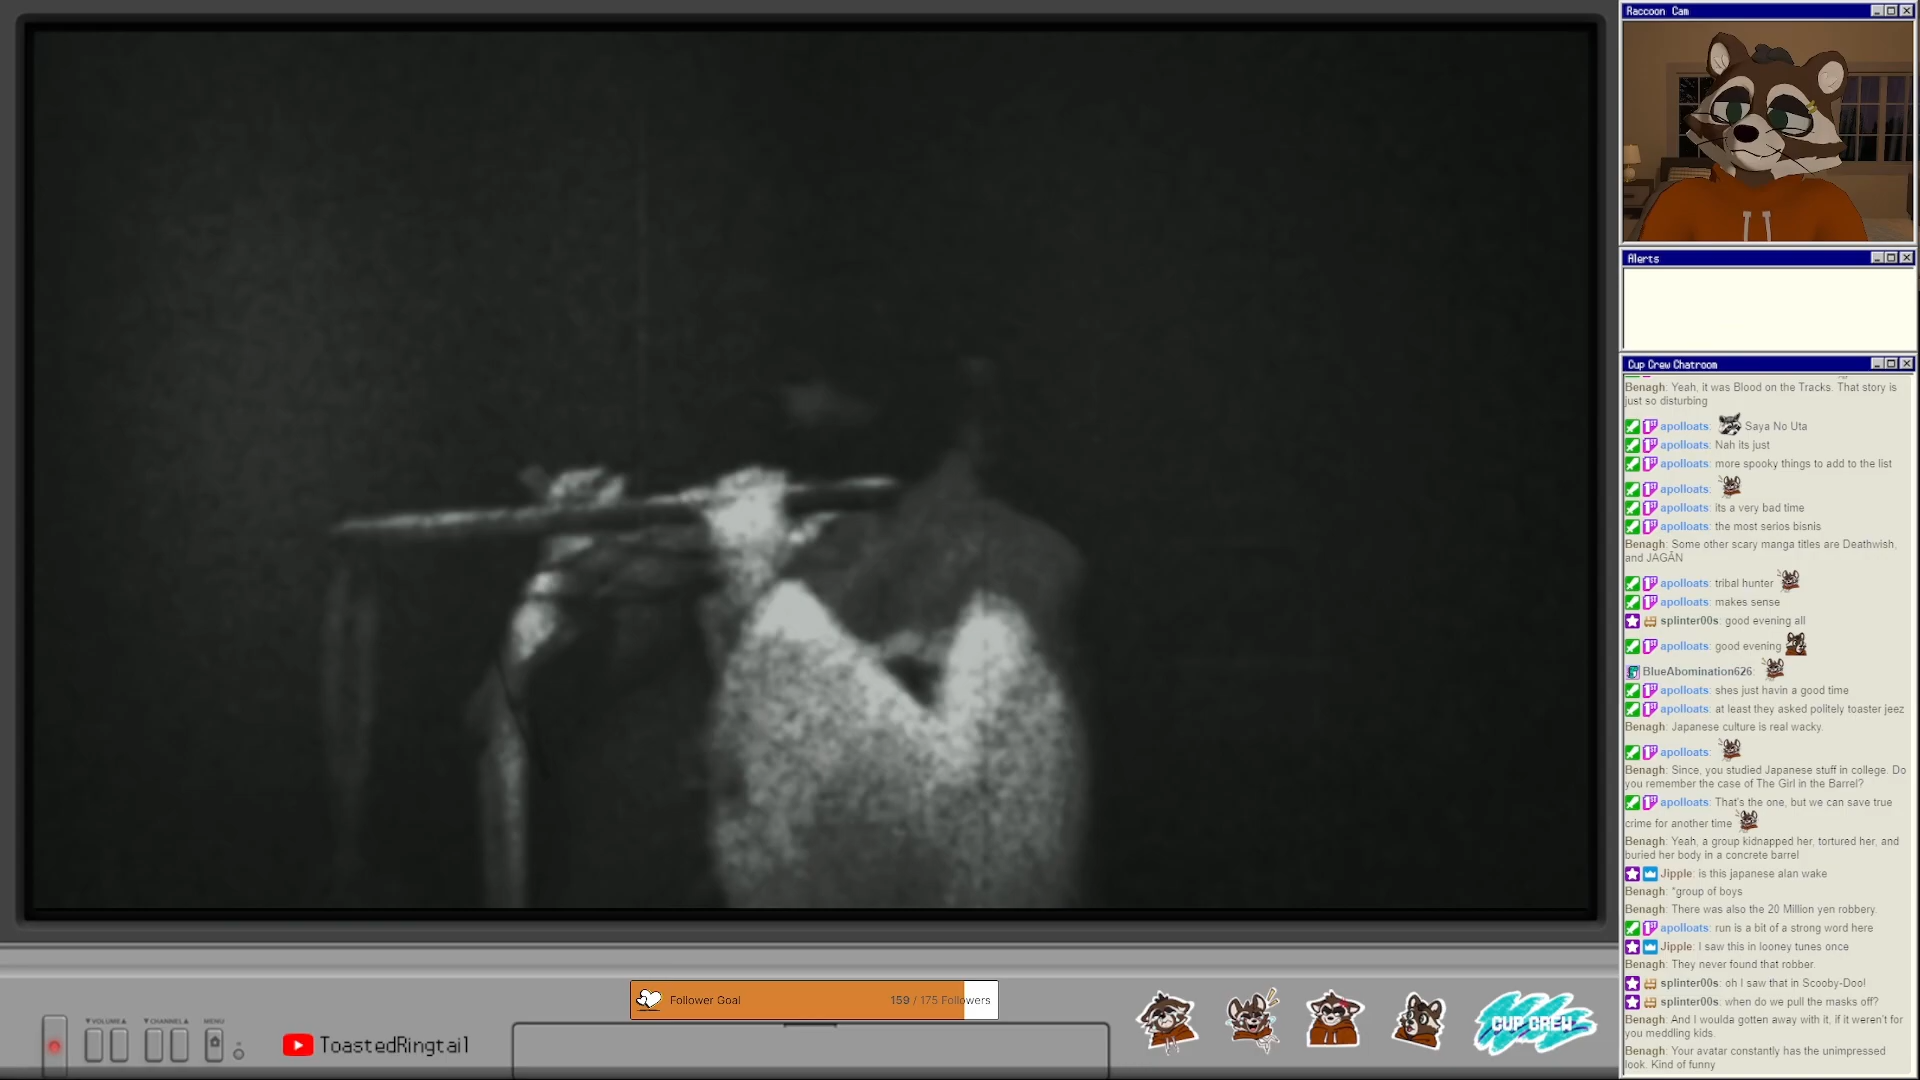 Raccoon Cam
Alerts
Cup Crew Chatroom
Benagh: Yeah, it was Blood on the Tracks. That story is
just so disturbing
apolloats: Saya No Uta
apolloats: Nah its just
apolloats: more spooky things to add to the list
apolloats:
apolloats: its a very bad time
apolloats: the most serios bisnis
Benagh: Some other scary manga titles are Deathwish,
and JAGĀN
apolloats: tribal hunter
apolloats: makes sense
splinter00s: good evening all
apolloats: good evening
BlueAbomination626:
apolloats: shes just havin a good time
apolloats: at least they asked politely toaster jeez
Benagh: Japanese culture is real wacky.
apolloats:
Benagh: Since, you studied Japanese stuff in college. Do
you remember the case of The Girl in the Barrel?
apolloats: That's the one, but we can save true
crime for another time
Benagh: Yeah, a group kidnapped her, tortured her, and
buried her body in a concrete barrel
Jipple: is this japanese alan wake
Benagh: *group of boys
Benagh: There was also the 20 Million yen robbery.
apolloats: run is a bit of a strong word here
Jipple: I saw this in looney tunes once
Benagh: They never found that robber.
splinter00s: oh I saw that in Scooby-Doo!
splinter00s: when do we pull the masks off?
Benagh: And I woulda gotten away with it, if it weren't for
you meddling kids.
Benagh: Your avatar constantly has the unimpressed
look. Kind of funny
Follower Goal 159 / 175 Followers
▼VOLUME▲ ▼CHANNEL▲ MENU
ToastedRingtail
CUP CREW